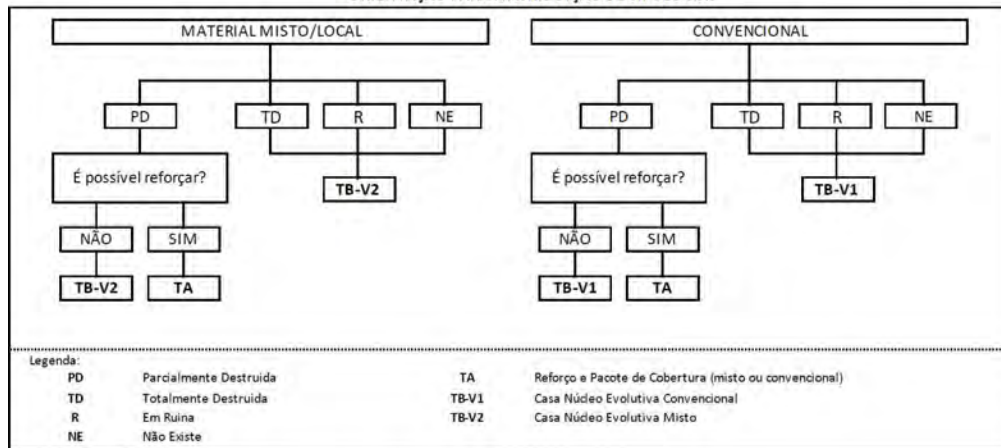 MATERIAL MISTO/LOCAL
PD
TD
R
NE
É possível reforçar?
TB-V2
NÃO
SIM
TB-V2
TA
CONVENCIONAL
PD
TD
R
NE
É possível reforçar?
TB-V1
NÃO
SIM
TB-V1
TA
Legenda:
PD Parcialmente Destruida
TD Totalmente Destruida
R Em Ruina
NE Não Existe
TA Reforço e Pacote de Cobertura (misto ou convencional)
TB-V1 Casa Núcleo Evolutiva Convencional
TB-V2 Casa Núcleo Evolutiva Misto